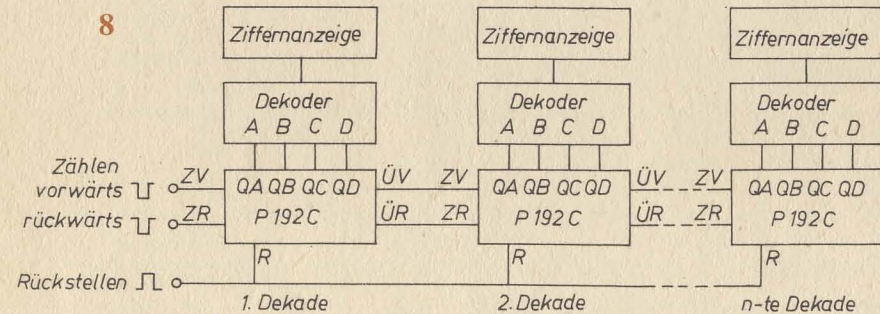 8
Ziffernanzeige Ziffernanzeige Ziffernanzeige
Dekoder Dekoder Dekoder
A B C D A B C D A B C D
Zählen
vorwärts ZV QA QB QC QD ÜV ZV QA QB QC QD ÜV ZV QA QB QC QD
rückwärts ZR P 192 C ÜR ZR P 192 C ÜR ZR P 192 C
R R R
Rückstellen
1. Dekade 2. Dekade n-te Dekade